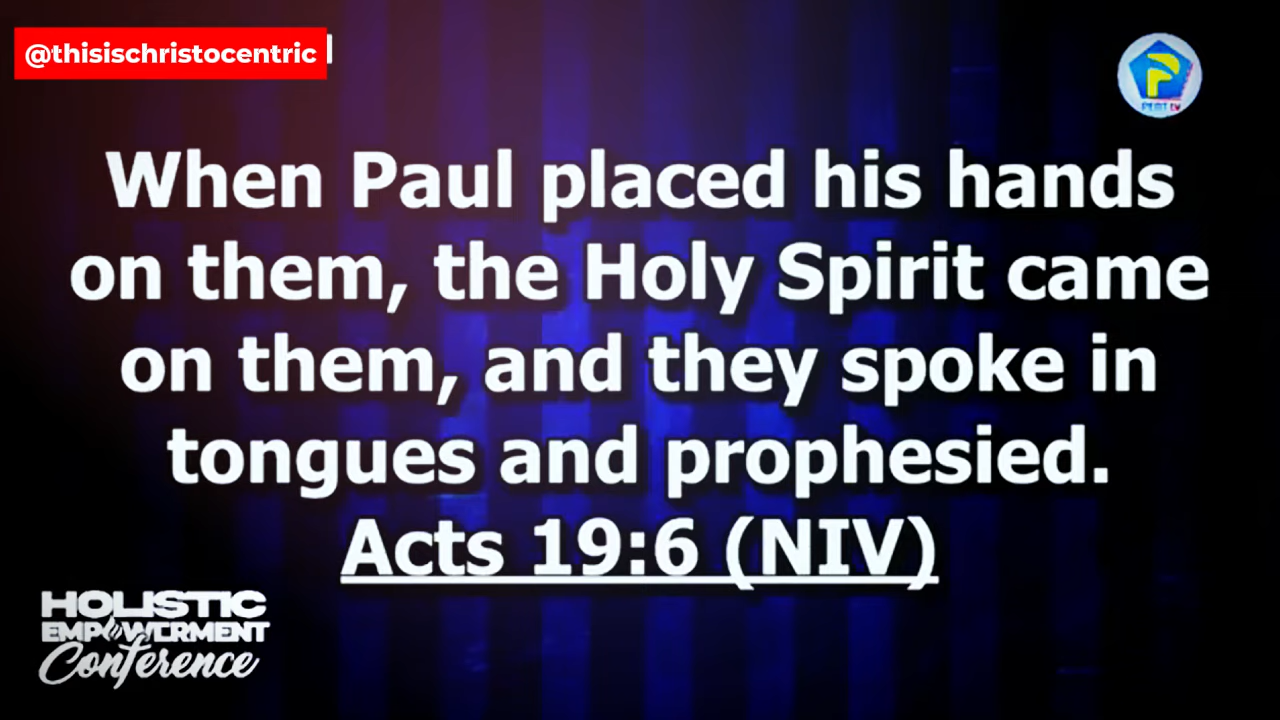 @thisischristocentric
When Paul placed his hands
on them, the Holy Spirit came
on them, and they spoke in
tongues and prophesied.
Acts 19:6 (NIV)
HOLISTIC
EMPOWERMENT
Conference